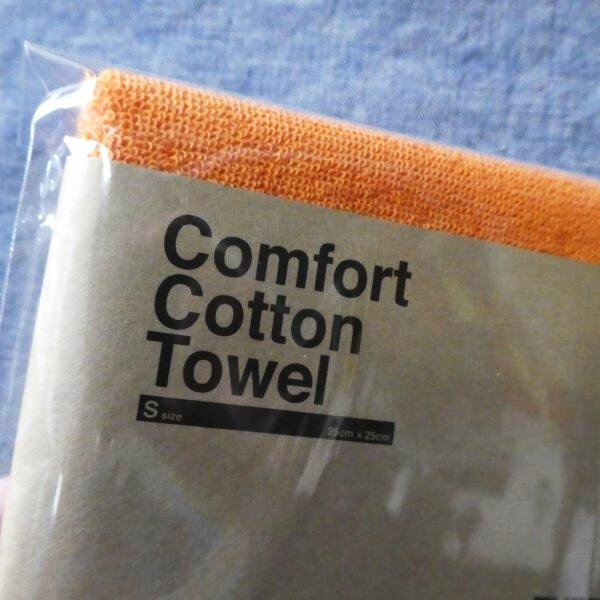 Comfort
Cotton
Towel
S size 25cm x 25cm